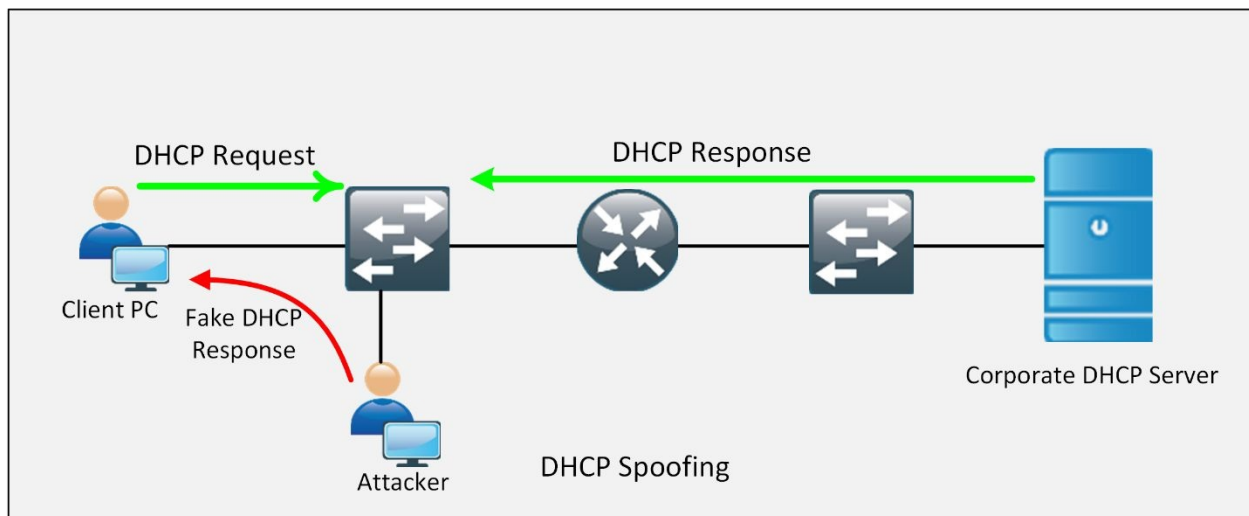 DHCP Request
DHCP Response
Client PC
Fake DHCP
Response
Corporate DHCP Server
Attacker
DHCP Spoofing